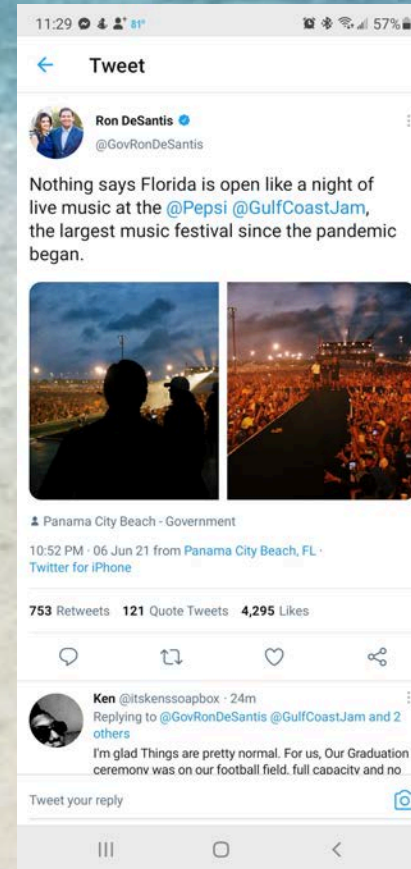 11:29 81° 57%
Tweet
Ron DeSantis
@GovRonDeSantis
Nothing says Florida is open like a night of
live music at the @Pepsi @GulfCoastJam,
the largest music festival since the pandemic
began.
Panama City Beach - Government
10:52 PM · 06 Jun 21 from Panama City Beach, FL ·
Twitter for iPhone
753 Retweets 121 Quote Tweets 4,295 Likes
Ken @itskenssoapbox · 24m
Replying to @GovRonDeSantis @GulfCoastJam and 2
others
I'm glad Things are pretty normal. For us, Our Graduation
ceremony was on our football field, full capacity and no
Tweet your reply